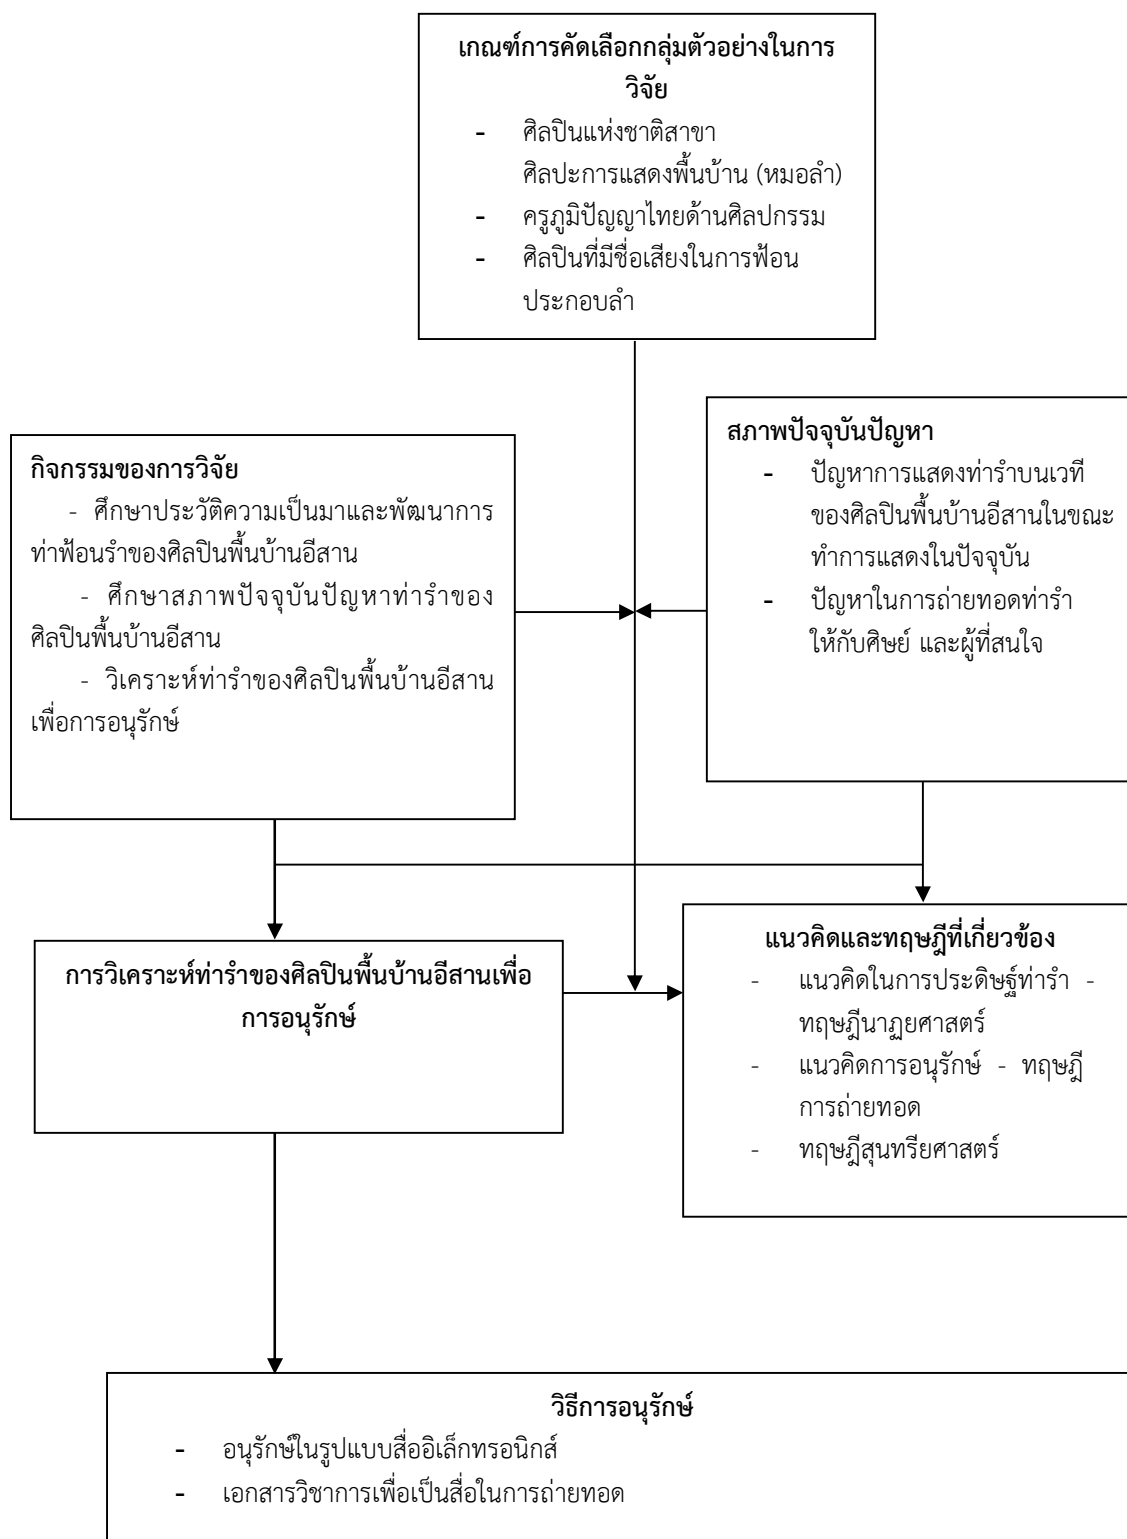 เกณฑ์การคัดเลือกกลุ่มตัวอย่างในการ
วิจัย
- ศิลปินแห่งชาติสาขา
ศิลปะการแสดงพื้นบ้าน (หมอลำ)
- ครูภูมิปัญญาไทยด้านศิลปกรรม
- ศิลปินที่มีชื่อเสียงในการฟ้อน
ประกอบลำ
กิจกรรมของการวิจัย
- ศึกษาประวัติความเป็นมาและพัฒนาการ
ท่าฟ้อนรำของศิลปินพื้นบ้านอีสาน
- ศึกษาสภาพปัจจุบันปัญหาท่ารำของ
ศิลปินพื้นบ้านอีสาน
- วิเคราะห์ท่ารำของศิลปินพื้นบ้านอีสาน
เพื่อการอนุรักษ์
สภาพปัจจุบันปัญหา
- ปัญหาการแสดงท่ารำบนเวที
ของศิลปินพื้นบ้านอีสานในขณะ
ทำการแสดงในปัจจุบัน
- ปัญหาในการถ่ายทอดท่ารำ
ให้กับศิษย์ และผู้ที่สนใจ
การวิเคราะห์ท่ารำของศิลปินพื้นบ้านอีสานเพื่อ
การอนุรักษ์
แนวคิดและทฤษฎีที่เกี่ยวข้อง
- แนวคิดในการประดิษฐ์ท่ารำ -
ทฤษฎีนาฏยศาสตร์
- แนวคิดการอนุรักษ์ - ทฤษฎี
การถ่ายทอด
- ทฤษฎีสุนทรียศาสตร์
วิธีการอนุรักษ์
- อนุรักษ์ในรูปแบบสื่ออิเล็กทรอนิกส์
- เอกสารวิชาการเพื่อเป็นสื่อในการถ่ายทอด